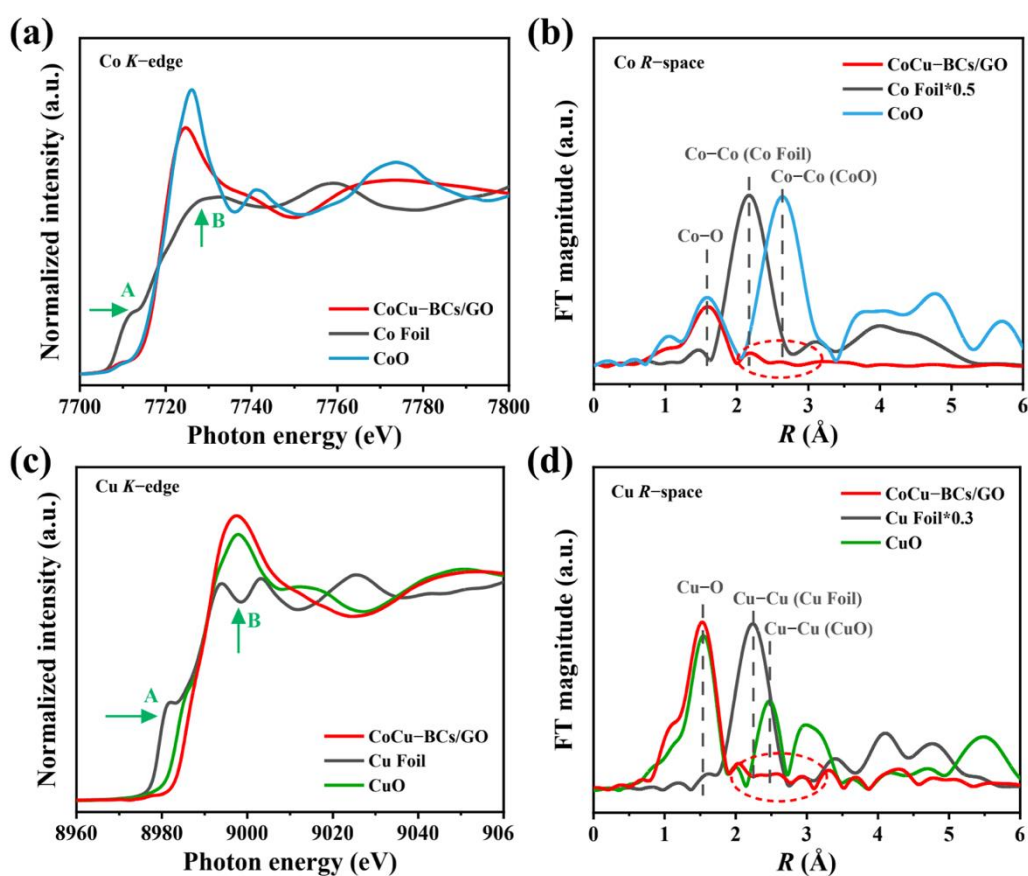 (a)
Co K−edge
A
B
CoCu−BCs/GO
Co Foil
CoO
Normalized intensity (a.u.)
7700 7720 7740 7760 7780 7800
Photon energy (eV)
(b)
Co R−space
CoCu−BCs/GO
Co Foil*0.5
CoO
Co−Co (Co Foil)
Co−Co (CoO)
Co−O
FT magnitude (a.u.)
0 1 2 3 4 5 6
R (Å)
(c)
Cu K−edge
A
B
CoCu−BCs/GO
Cu Foil
CuO
Normalized intensity (a.u.)
8960 8980 9000 9020 9040 906
Photon energy (eV)
(d)
Cu R−space
CoCu−BCs/GO
Cu Foil*0.3
CuO
Cu−O
Cu−Cu (Cu Foil)
Cu−Cu (CuO)
FT magnitude (a.u.)
0 1 2 3 4 5 6
R (Å)